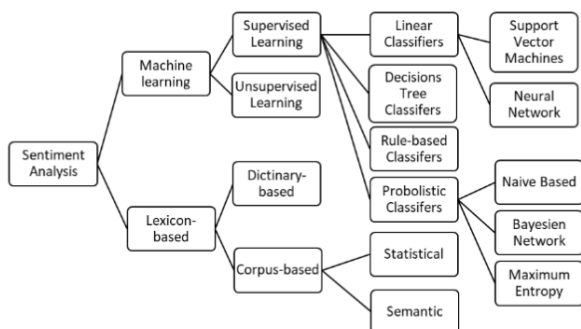 Sentiment
Analysis
Machine
learning
Lexicon-
based
Supervised
Learning
Unsupervised
Learning
Dictinary-
based
Corpus-based
Linear
Classifiers
Decisions
Tree
Classifers
Rule-based
Classifers
Probolistic
Classifers
Statistical
Semantic
Support
Vector
Machines
Neural
Network
Naive Based
Bayesien
Network
Maximum
Entropy